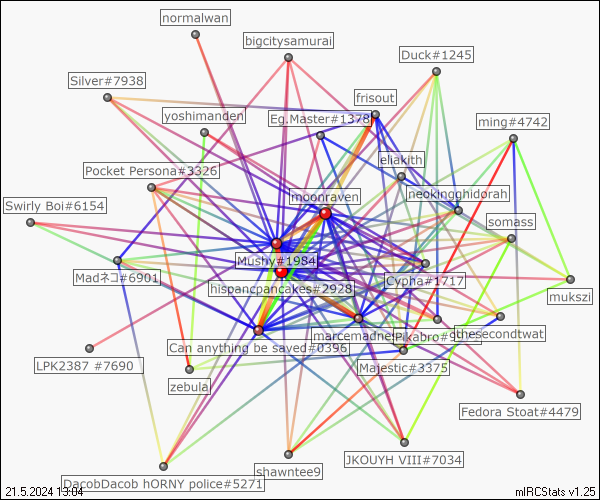 normalwan
bigcitysamurai
Duck#1245
Silver#7938
frisout
yoshimanden
Eg.Master#1378
ming#4742
eliakith
Pocket Persona#3326
moonraven
neokingghidorah
Swirly Boi#6154
somass
Mushy#1984
Madネコ#6901
Cypha#1717
mukszi
hispancpancakes#2928
marcemadne
Pikabro#9
thesecondtwat
Can anything be saved#0396
LPK2387 #7690
Majestic#3375
zebula
Fedora Stoat#4479
JKOUYH VIII#7034
shawntee9
DacobDacob hORNY police#5271
21.5.2024 13:04
mIRCStats v1.25